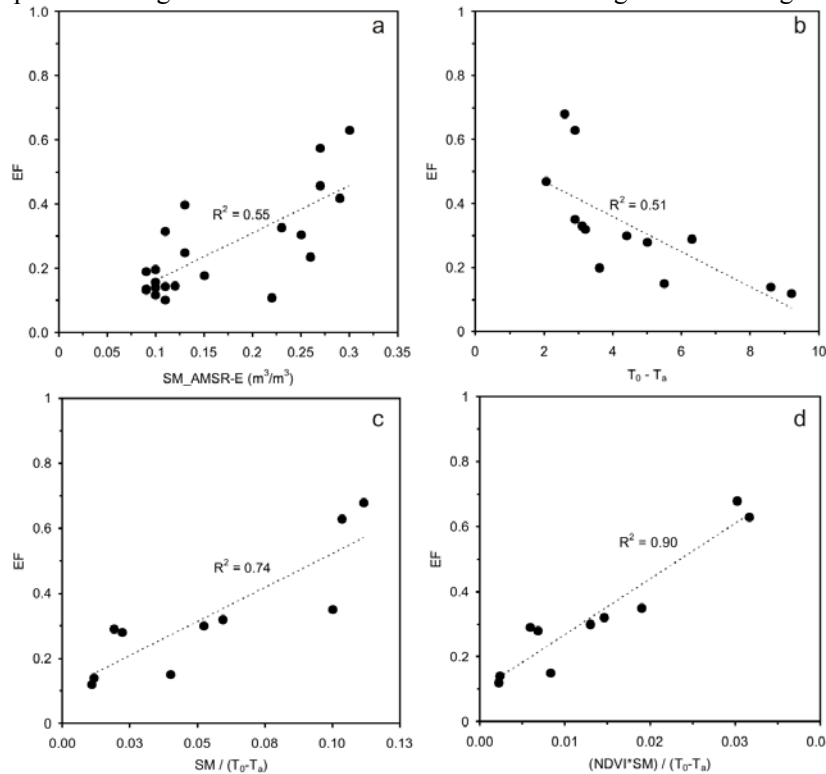 a
1
0.8
0.6
0.4
0.2
0.0
EF
R² = 0.55
0 0.05 0.1 0.15 0.2 0.25 0.3 0.35
SM_AMSR-E (m³/m³)
b
1
0.8
0.6
0.4
0.2
0
EF
R² = 0.51
0 2 4 6 8 10
T₀ - Tₐ
c
1
0.8
0.6
0.4
0.2
0
EF
R² = 0.74
0.00 0.03 0.05 0.08 0.10 0.13
SM / (T₀-Tₐ)
d
1
0.8
0.6
0.4
0.2
0
EF
R² = 0.90
0.00 0.01 0.02 0.03
(NDVI*SM) / (T₀-Tₐ)